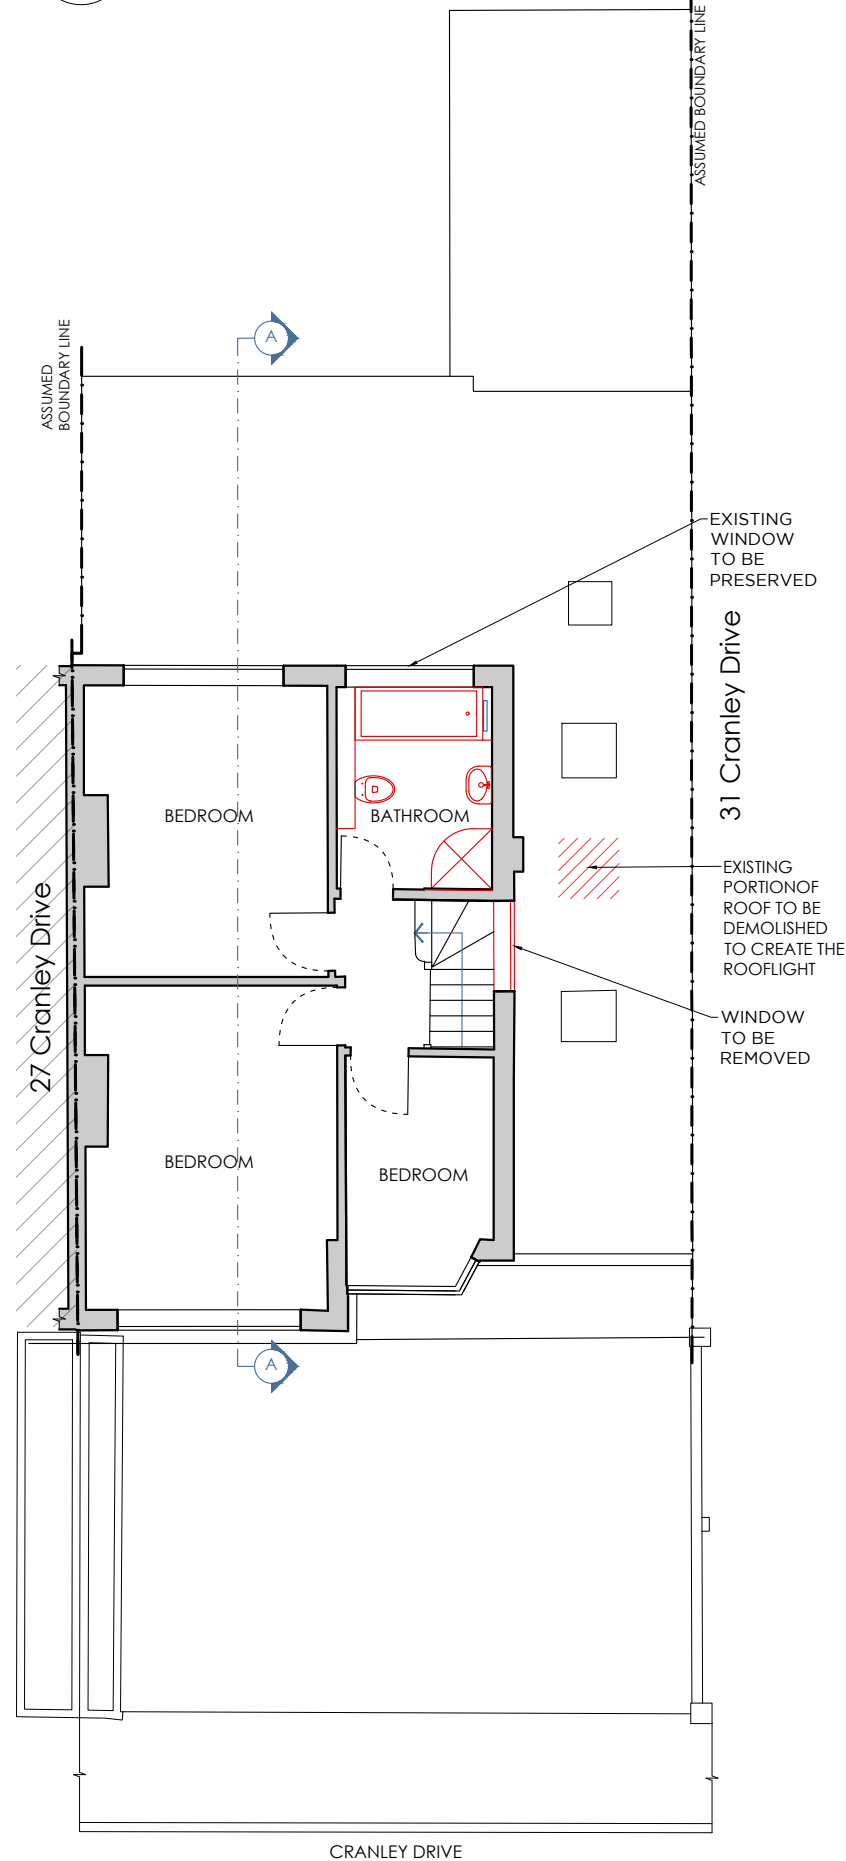 ASSUMED BOUNDARY LINE
ASSUMED
BOUNDARY LINE
A
EXISTING
WINDOW
TO BE
PRESERVED
31 Cranley Drive
BEDROOM
BATHROOM
EXISTING
PORTIONOF
ROOF TO BE
DEMOLISHED
TO CREATE THE
ROOFLIGHT
27 Cranley Drive
WINDOW
TO BE
REMOVED
BEDROOM
BEDROOM
A
CRANLEY DRIVE